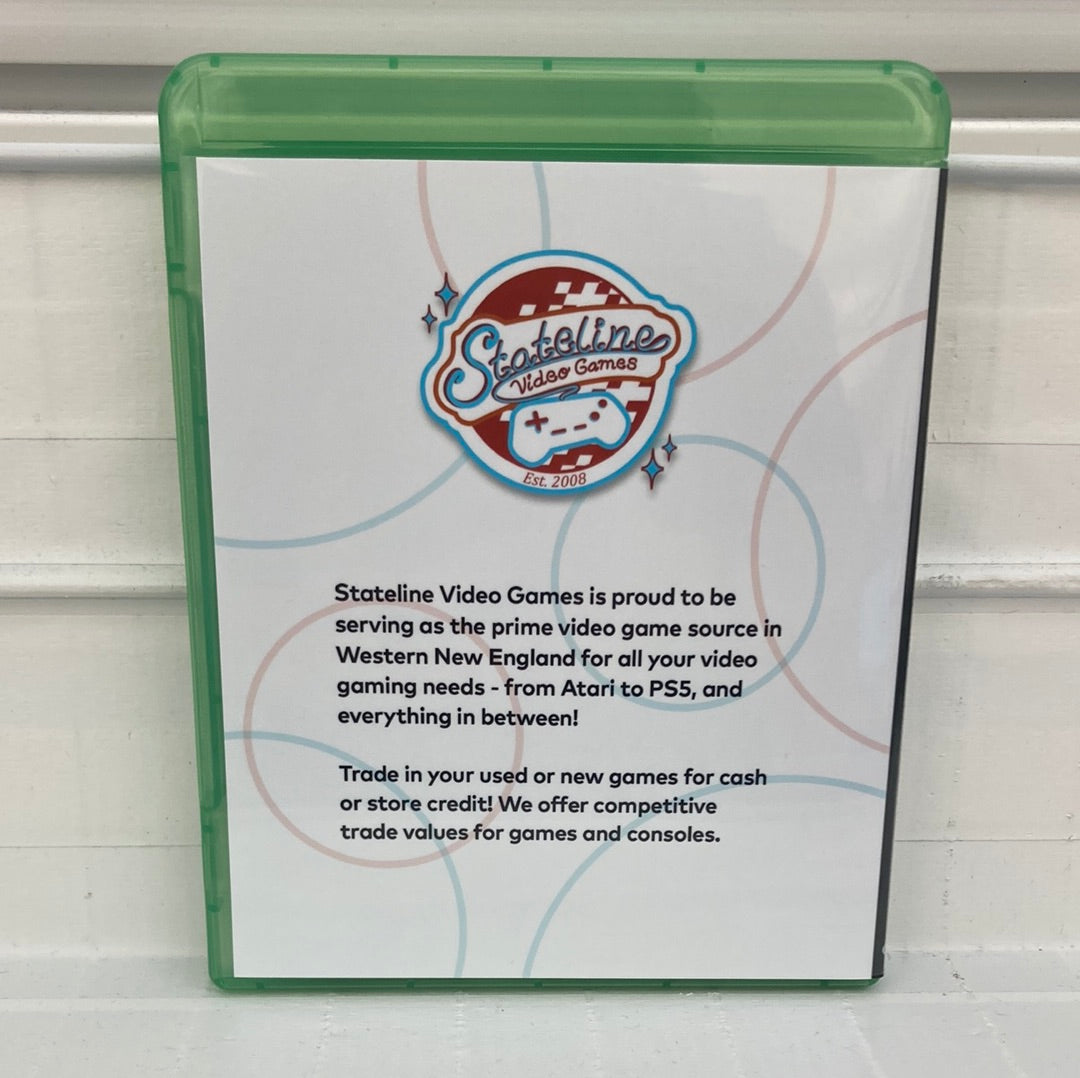 Stateline
Video Games
Est. 2008
Stateline Video Games is proud to be
serving as the prime video game source in
Western New England for all your video
gaming needs - from Atari to PS5, and
everything in between!
Trade in your used or new games for cash
or store credit! We offer competitive
trade values for games and consoles.